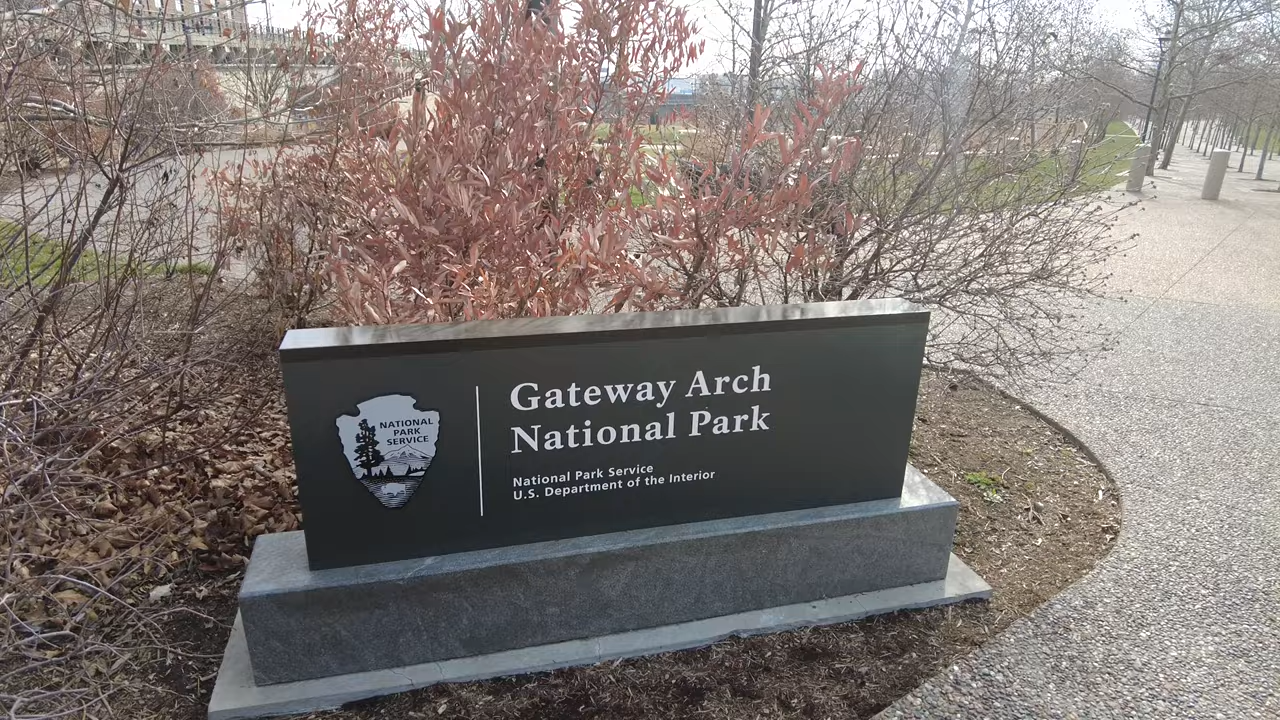 NATIONAL
PARK
SERVICE
Gateway Arch
National Park
National Park Service
U.S. Department of the Interior